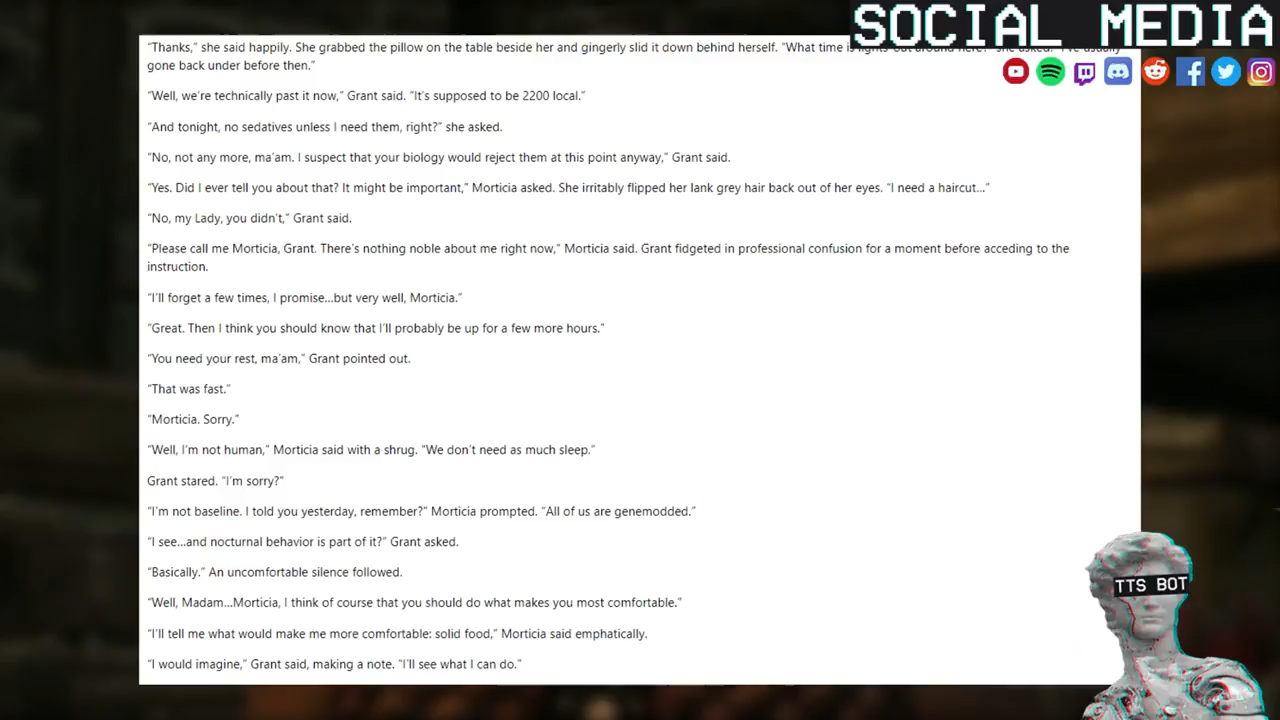 SOCIAL MEDIA
“Thanks,” she said happily. She grabbed the pillow on the table beside her and gingerly slid it down behind herself. “What time is lights-out around here?” she asked. “I’ve usually
gone back under before then.”
“Well, we’re technically past it now,” Grant said. “It’s supposed to be 2200 local.”
“And tonight, no sedatives unless I need them, right?” she asked.
“No, not any more, ma’am. I suspect that your biology would reject them at this point anyway,” Grant said.
“Yes. Did I ever tell you about that? It might be important,” Morticia asked. She irritably flipped her lank grey hair back out of her eyes. “I need a haircut…”
“No, my Lady, you didn’t,” Grant said.
“Please call me Morticia, Grant. There’s nothing noble about me right now,” Morticia said. Grant fidgeted in professional confusion for a moment before acceding to the
instruction.
“I’ll forget a few times, I promise…but very well, Morticia.”
“Great. Then I think you should know that I’ll probably be up for a few more hours.”
“You need your rest, ma’am,” Grant pointed out.
“That was fast.”
“Morticia. Sorry.”
“Well, I’m not human,” Morticia said with a shrug. “We don’t need as much sleep.”
Grant stared. “I’m sorry?”
“I’m not baseline. I told you yesterday, remember?” Morticia prompted. “All of us are genemodded.”
“I see…and nocturnal behavior is part of it?” Grant asked.
“Basically.” An uncomfortable silence followed.
“Well, Madam…Morticia, I think of course that you should do what makes you most comfortable.”
“I’ll tell me what would make me more comfortable: solid food,” Morticia said emphatically.
“I would imagine,” Grant said, making a note. “I’ll see what I can do.”
TTS BOT